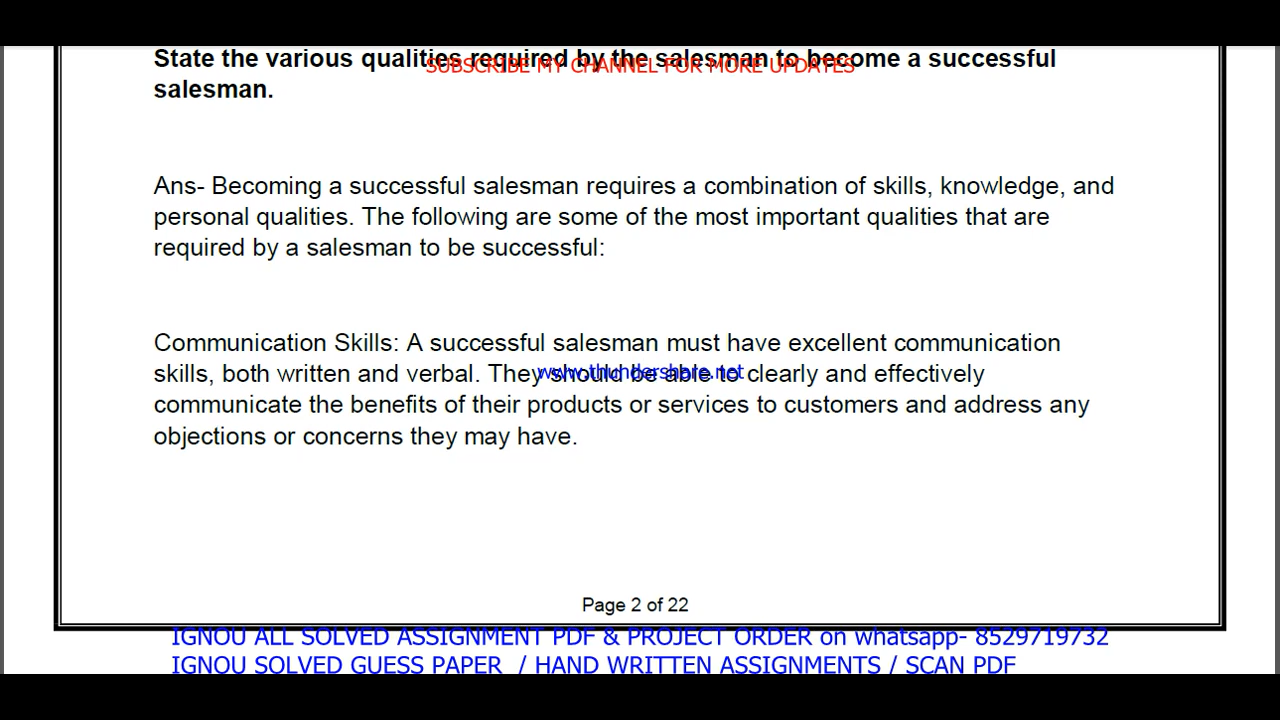 State the various qualities required by the salesman to become a successful
SUBSCRIBE MY CHANNEL FOR MORE UPDATES
salesman.
Ans- Becoming a successful salesman requires a combination of skills, knowledge, and
personal qualities. The following are some of the most important qualities that are
required by a salesman to be successful:
Communication Skills: A successful salesman must have excellent communication
skills, both written and verbal. They should be able to clearly and effectively
www.thundershare.net
communicate the benefits of their products or services to customers and address any
objections or concerns they may have.
Page 2 of 22
IGNOU ALL SOLVED ASSIGNMENT PDF & PROJECT ORDER on whatsapp- 8529719732
IGNOU SOLVED GUESS PAPER / HAND WRITTEN ASSIGNMENTS / SCAN PDF